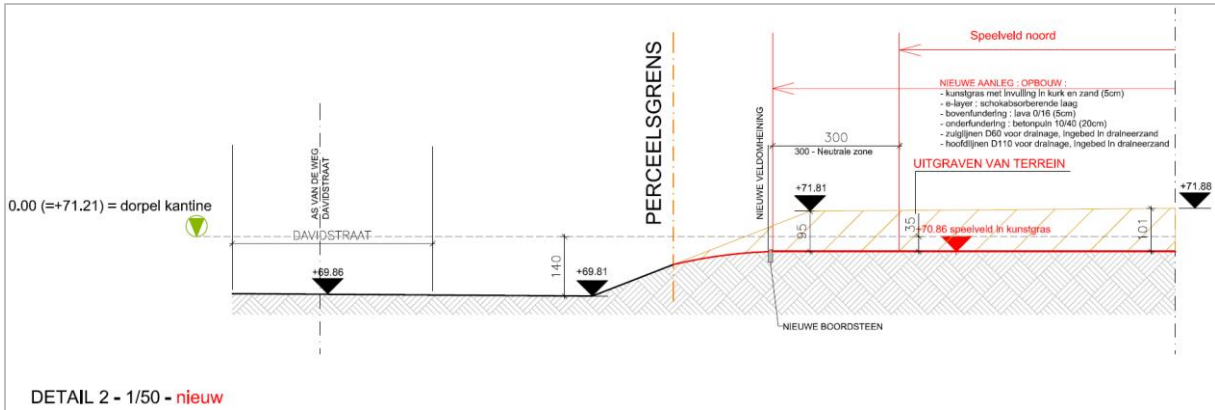 Speelveld noord
PERCEELSGRENS
NIEUWE AANLEG : OPBOUW :
- kunstgras met invulling in kurk en zand (5cm)
- e-layer : schokabsorberende laag
- bovenfundering : lava 0/16 (5cm)
- onderfundering : betonpuin 10/40 (20cm)
- zuiglijnen D60 voor drainage, ingebed in draineerzand
- hoofdlijnen D110 voor drainage, ingebed in draineerzand
AS VAN DE WEG
DAVIDSTRAAT
NIEUWE VELDOMHEINING
300
300 - Neutrale zone
UITGRAVEN VAN TERREIN
+71.81
+71.88
0.00 (=+71.21) = dorpel kantine
DAVIDSTRAAT
95
35
101
+70.86 speelveld in kunstgras
140
+69.86
+69.81
NIEUWE BOORDSTEEN
DETAIL 2 - 1/50 - nieuw